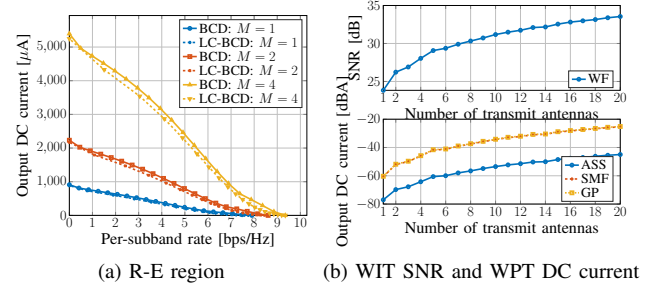 Output DC current [μA]
5,000
4,000
3,000
2,000
1,000
0
0 1 2 3 4 5 6 7 8 9 10
Per-subband rate [bps/Hz]
BCD: M = 1
LC-BCD: M = 1
BCD: M = 2
LC-BCD: M = 2
BCD: M = 4
LC-BCD: M = 4
(a) R-E region
SNR [dB]
35
30
25
1 2 4 6 8 10 12 14 16 18 20
Number of transmit antennas
WF
Output DC current [dBA]
−20
−40
−60
−80
1 2 4 6 8 10 12 14 16 18 20
Number of transmit antennas
ASS
SMF
GP
(b) WIT SNR and WPT DC current